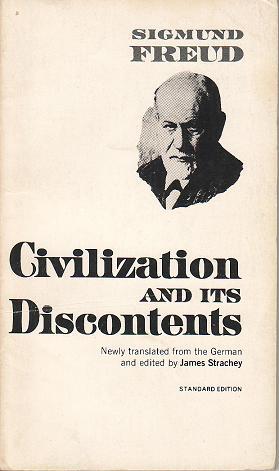 SIGMUND
FREUD
Civilization
AND ITS
Discontents
Newly translated from the German
and edited by James Strachey
STANDARD EDITION